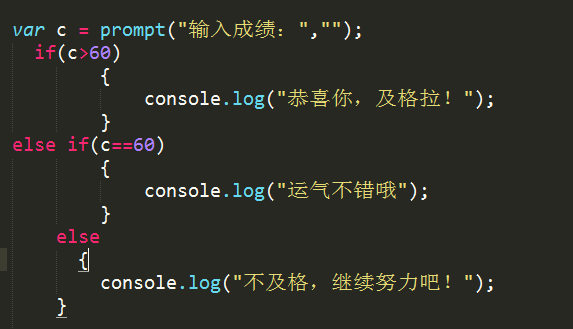 var c = prompt("输入成绩：","");
if(c>60)
{
console.log("恭喜你，及格拉！");
}
else if(c==60)
{
console.log("运气不错哦");
}
else
{
console.log("不及格，继续努力吧！");
}